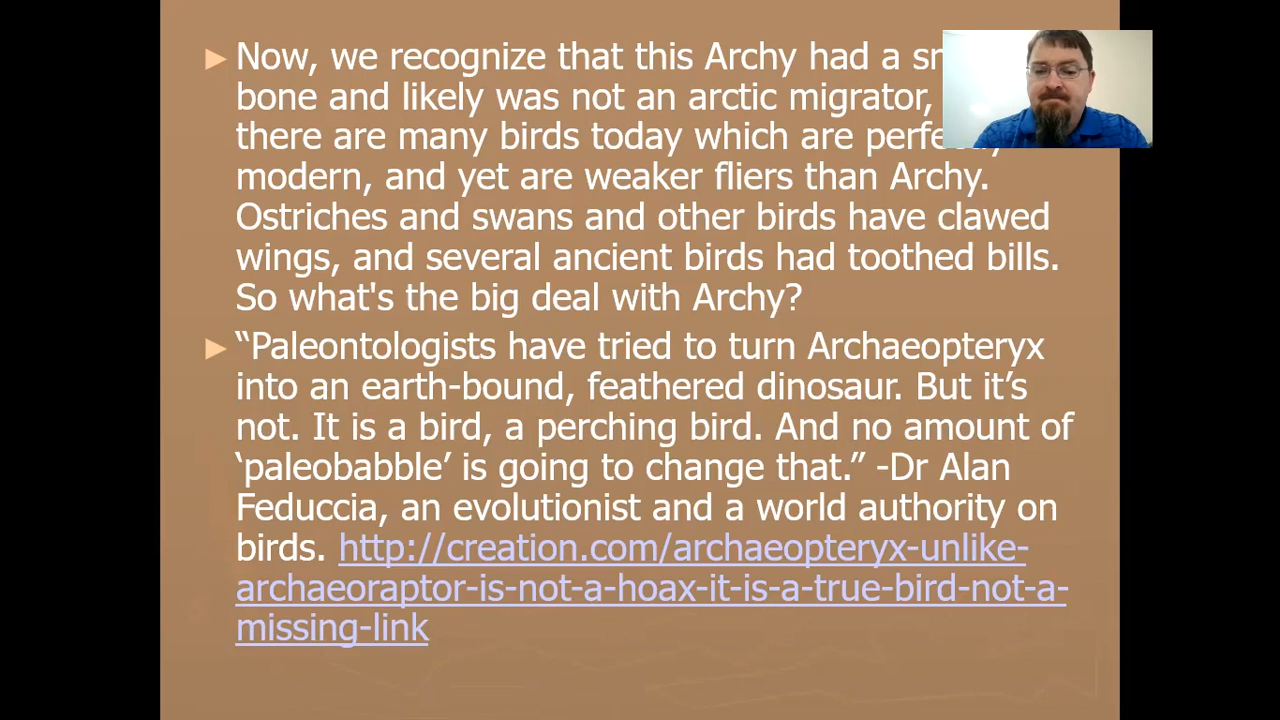 Now, we recognize that this Archy had a
bone and likely was not an arctic migrator,
there are many birds today which are
modern, and yet are weaker fliers than Archy.
Ostriches and swans and other birds have clawed
wings, and several ancient birds had toothed bills.
So what's the big deal with Archy?
“Paleontologists have tried to turn Archaeopteryx
into an earth-bound, feathered dinosaur. But it’s
not. It is a bird, a perching bird. And no amount of
‘paleobabble’ is going to change that.” -Dr Alan
Feduccia, an evolutionist and a world authority on
birds. http://creation.com/archaeopteryx-unlike-
archaeoraptor-is-not-a-hoax-it-is-a-true-bird-not-a-
missing-link